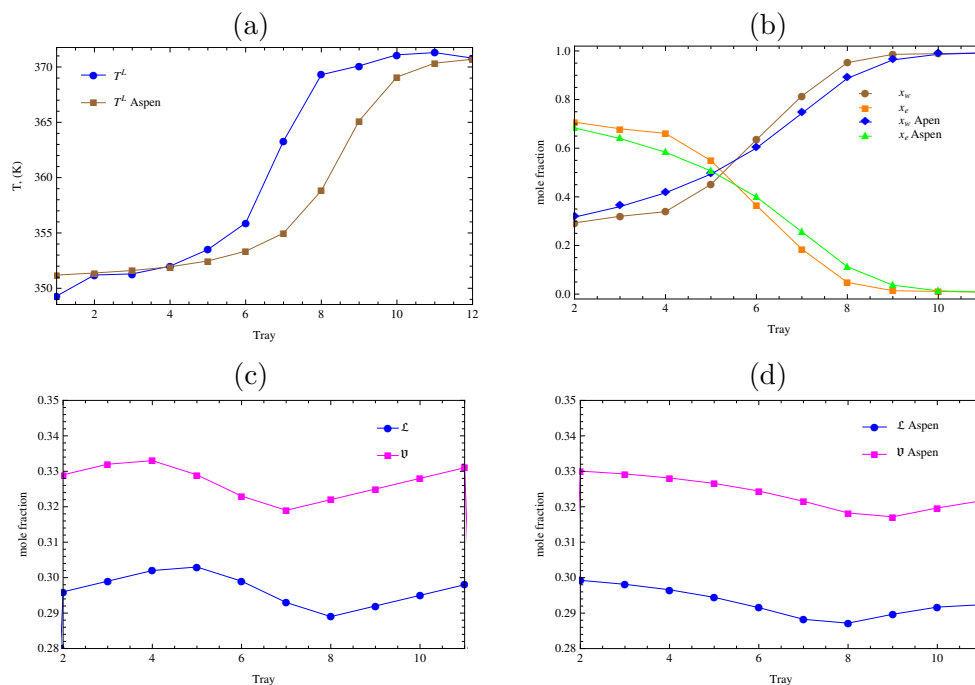 (a)
T, (K)
370
365
360
355
350
T^L
T^L Aspen
2 4 6 8 10 12
Tray
(b)
mole fraction
1.0
0.8
0.6
0.4
0.2
0.0
x_w
x_e
x_w Apen
x_e Aspen
2 4 6 8 10
Tray
(c)
mole fraction
0.35
0.34
0.33
0.32
0.31
0.30
0.29
0.28
𝔏
𝔙
2 4 6 8 10
Tray
(d)
mole fraction
0.35
0.34
0.33
0.32
0.31
0.30
0.29
0.28
𝔏 Aspen
𝔙 Aspen
2 4 6 8 10
Tray